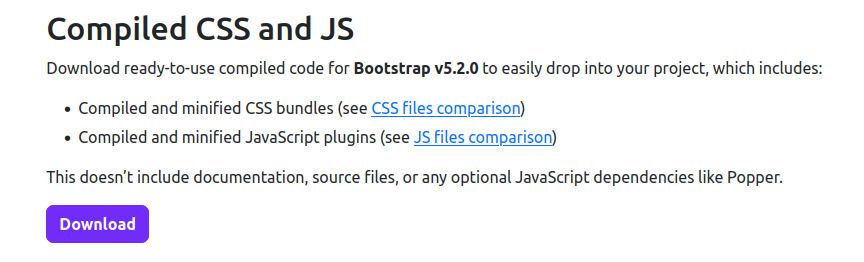 Compiled CSS and JS
Download ready-to-use compiled code for Bootstrap v5.2.0 to easily drop into your project, which includes:
• Compiled and minified CSS bundles (see CSS files comparison)
• Compiled and minified JavaScript plugins (see JS files comparison)
This doesn’t include documentation, source files, or any optional JavaScript dependencies like Popper.
Download